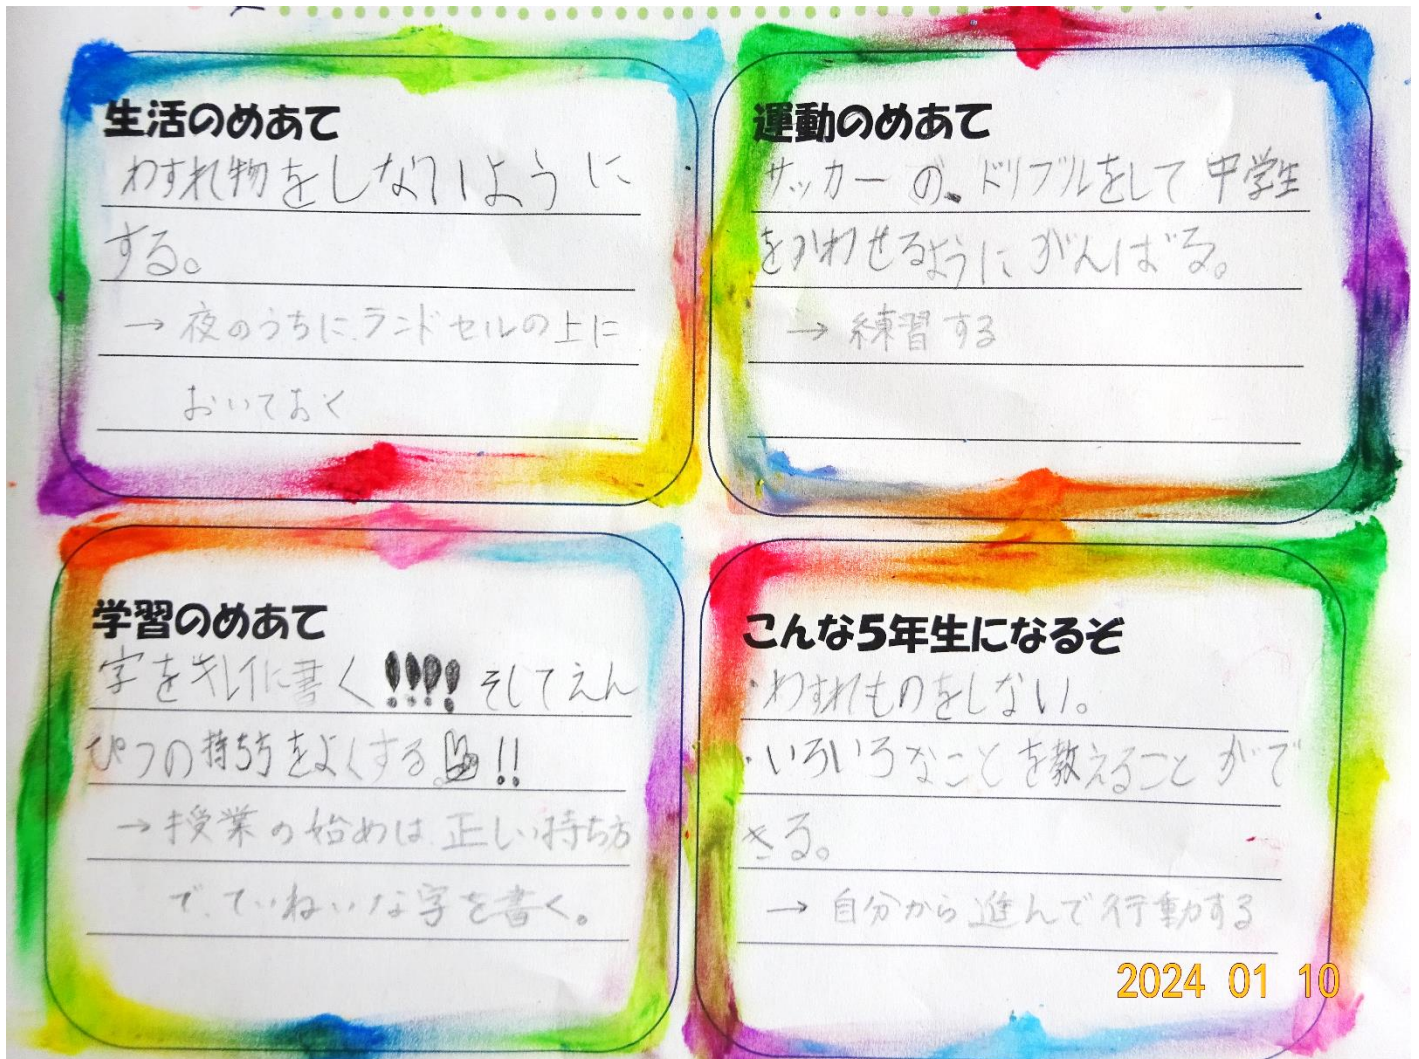 生活のめあて
わすれ物をしないように
する。
→ 夜のうちにランドセルの上に
おいておく
運動のめあて
サッカーの、ドリブルをして中学生
をかわせるようにがんばる。
→ 練習する
学習のめあて
字をキレイに書く!!!! そしてえん
ぴつの持ちち をよくする。!!
→ 授業の始めは正しい持ち方
で、ていねいな字を書く。
こんな5年生になるぞ
・わすれものをしない。
・いろいろなことを教えることがで
きる。
→ 自分から進んで行動する
2024 01 10